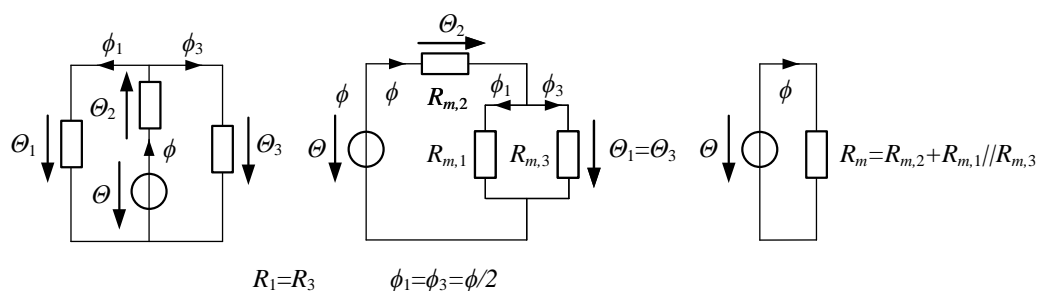 ϕ1 ϕ3
Θ2
Θ1
ϕ
Θ3
Θ
Θ2
ϕ ϕ
Rm,2
ϕ1 ϕ3
Θ
Rm,1 Rm,3
Θ1=Θ3
ϕ
Θ
Rm=Rm,2+Rm,1//Rm,3
R1=R3 ϕ1=ϕ3=ϕ/2